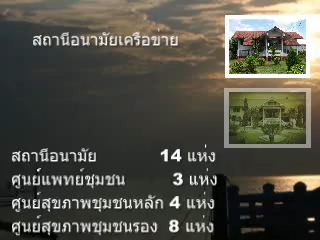 สถานีอนามัยเครือข่าย
สถานีอนามัย 14 แห่ง
ศูนย์แพทย์ชุมชน 3 แห่ง
ศูนย์สุขภาพชุมชนหลัก 4 แห่ง
ศูนย์สุขภาพชุมชนรอง 8 แห่ง